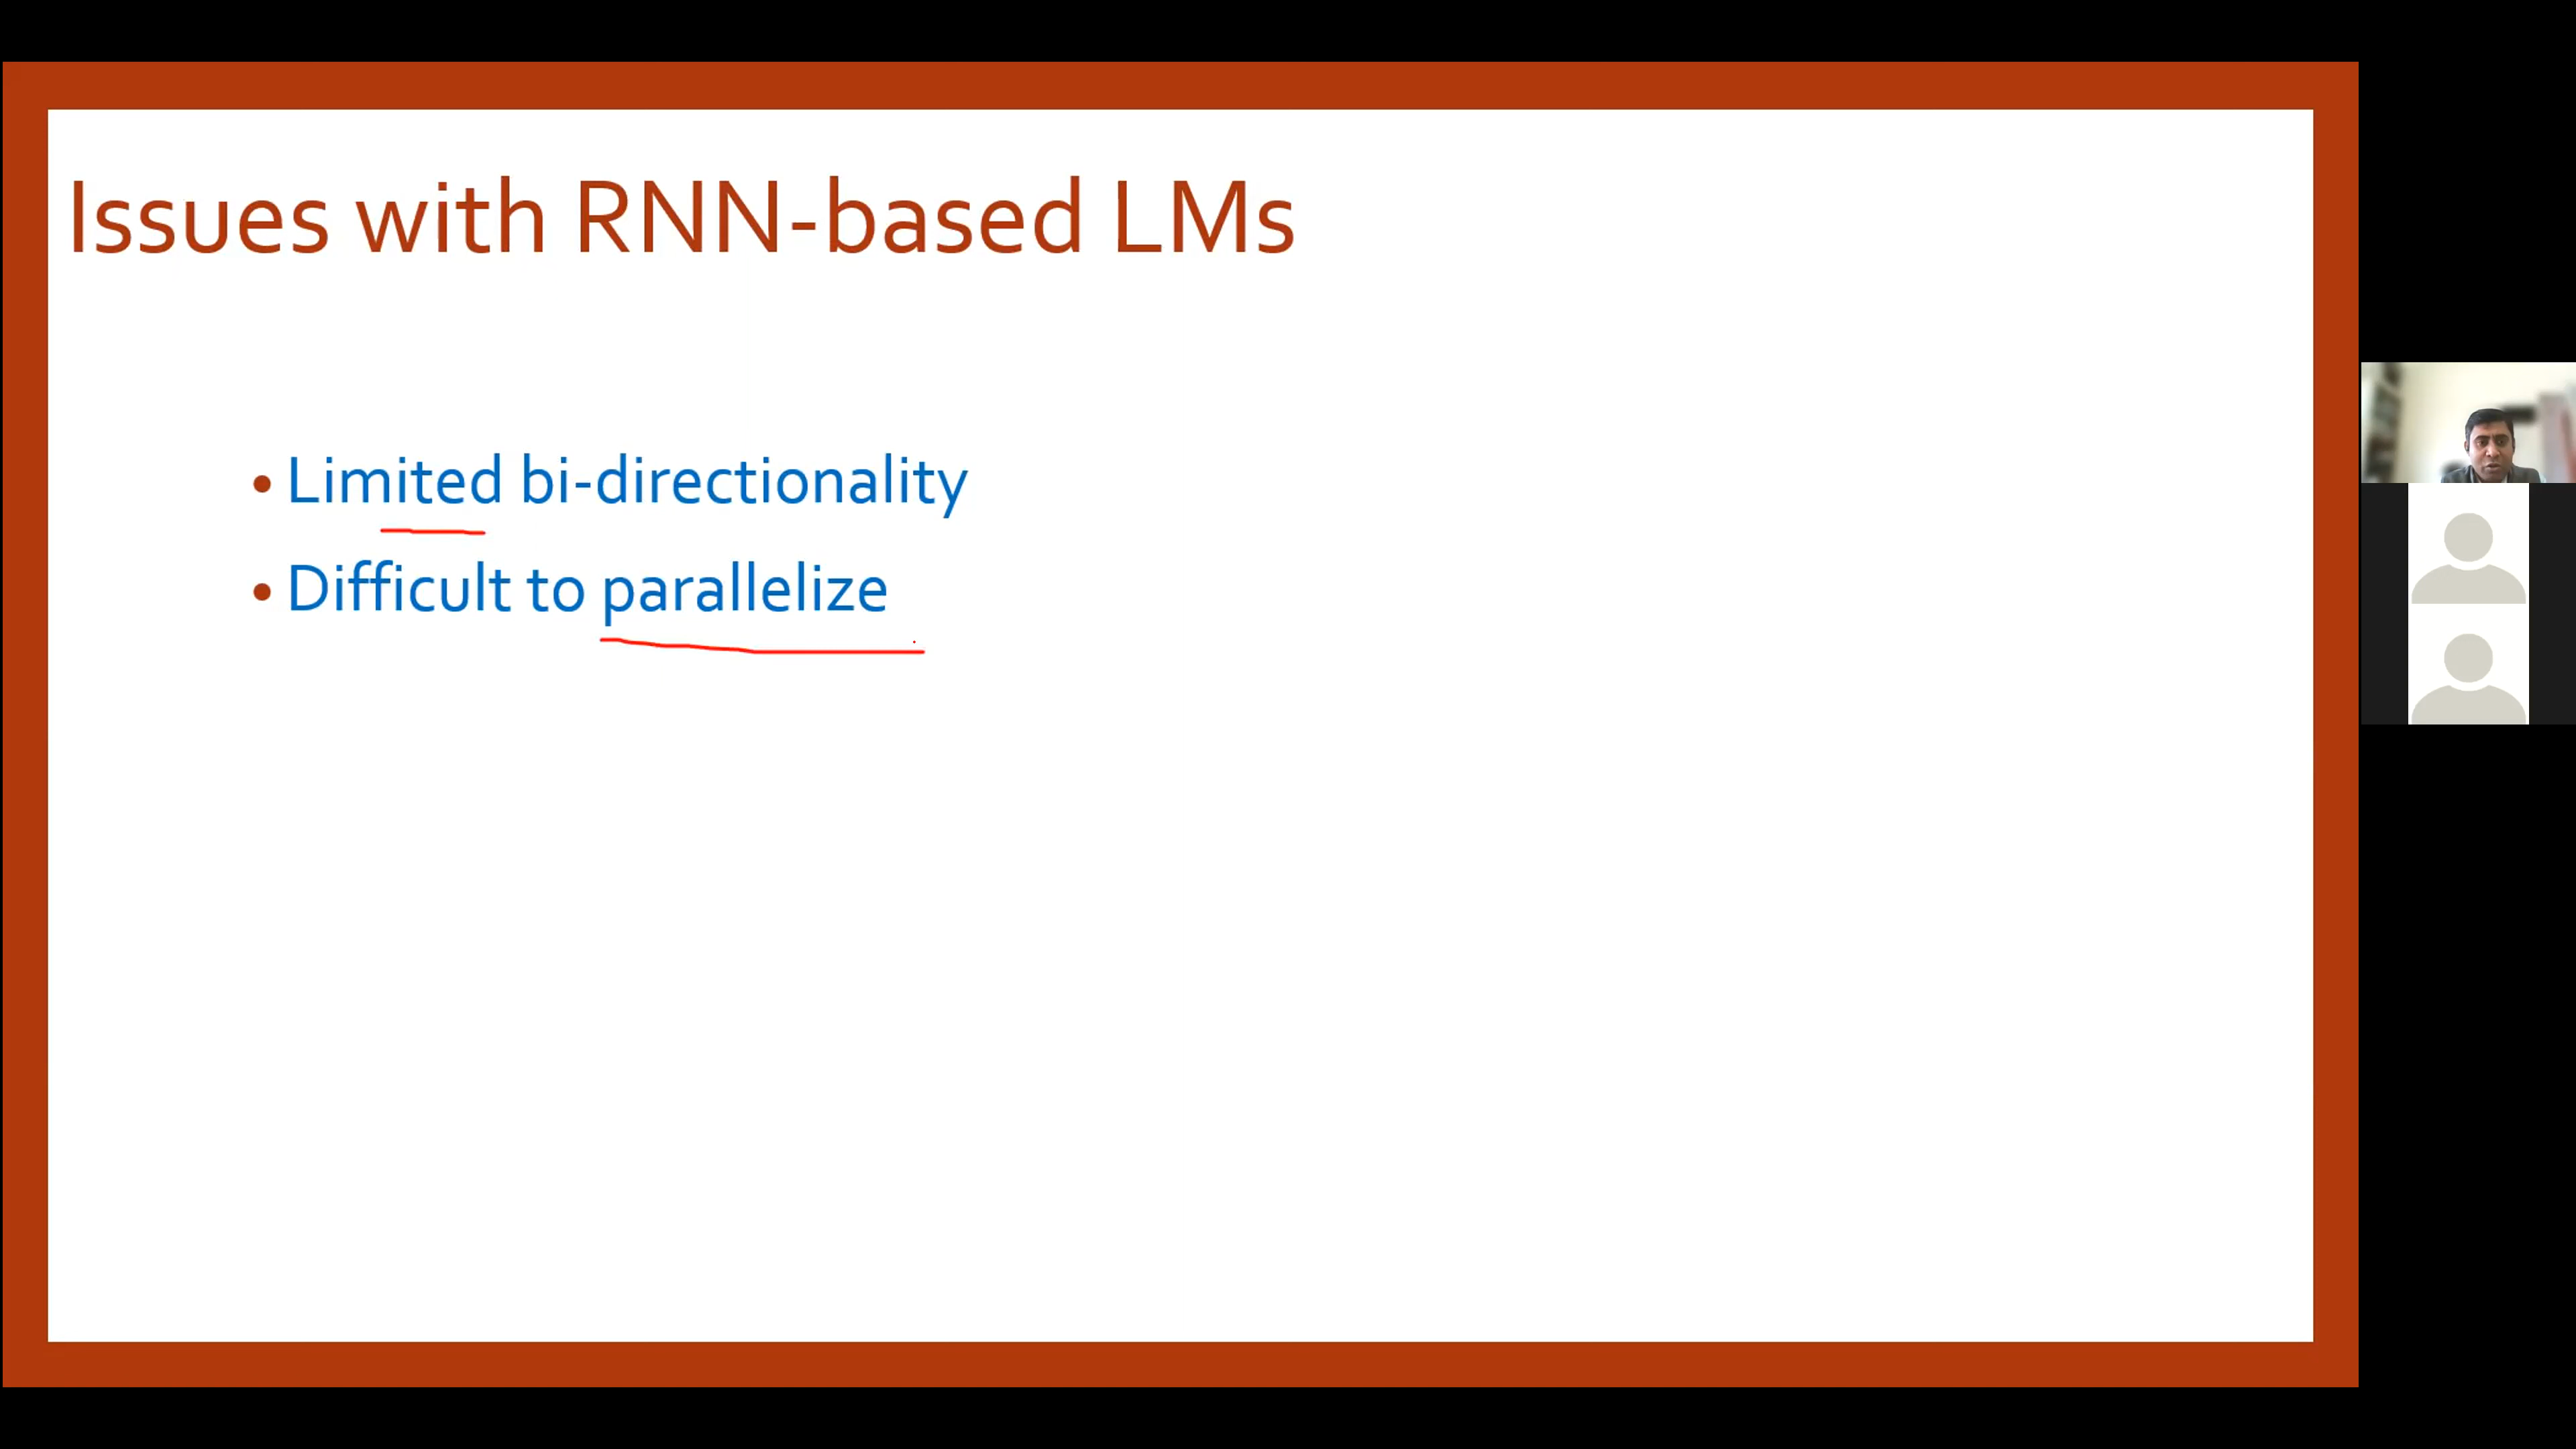 Issues with RNN-based LMs
• Limited bi-directionality
• Difficult to parallelize